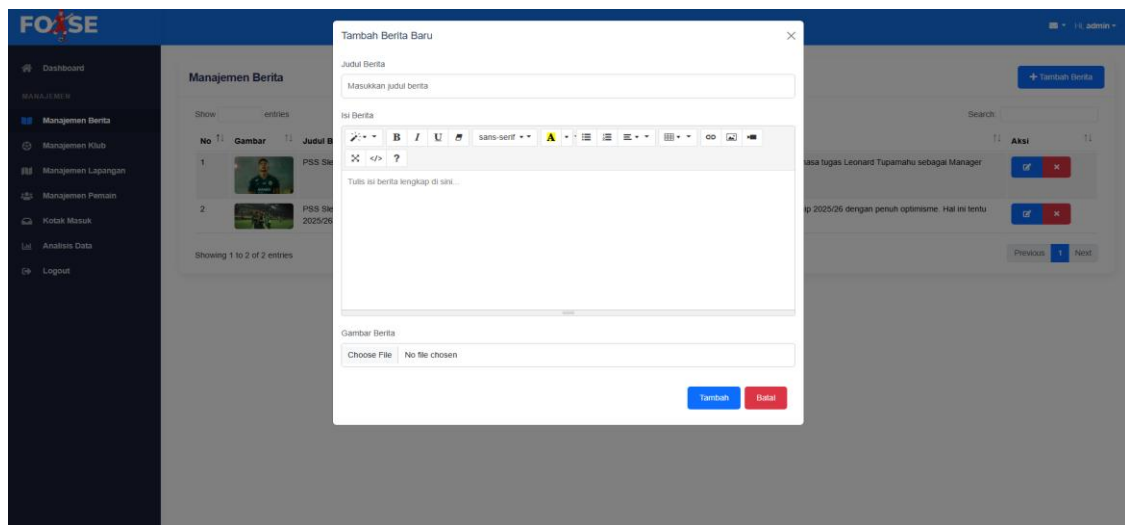 FOSE
Hi, admin
Dashboard
MANAJEMEN
Manajemen Berita
Manajemen Klub
Manajemen Lapangan
Manajemen Pemain
Kotak Masuk
Analisis Data
Logout
Manajemen Berita
+ Tambah Berita
Show entries
Search:
No Gambar Judul B Aksi
1 PSS Sle asa tugas Leonard Tupamahu sebagai Manager
2 PSS Sle p 2025/26 dengan penuh optimisme. Hal ini tentu
2025/26
Showing 1 to 2 of 2 entries
Previous 1 Next
Tambah Berita Baru
Judul Berita
Masukkan judul berita
Isi Berita
B I U sans-serif A
</> ?
Tulis isi berita lengkap di sini...
Gambar Berita
Choose File No file chosen
Tambah Batal